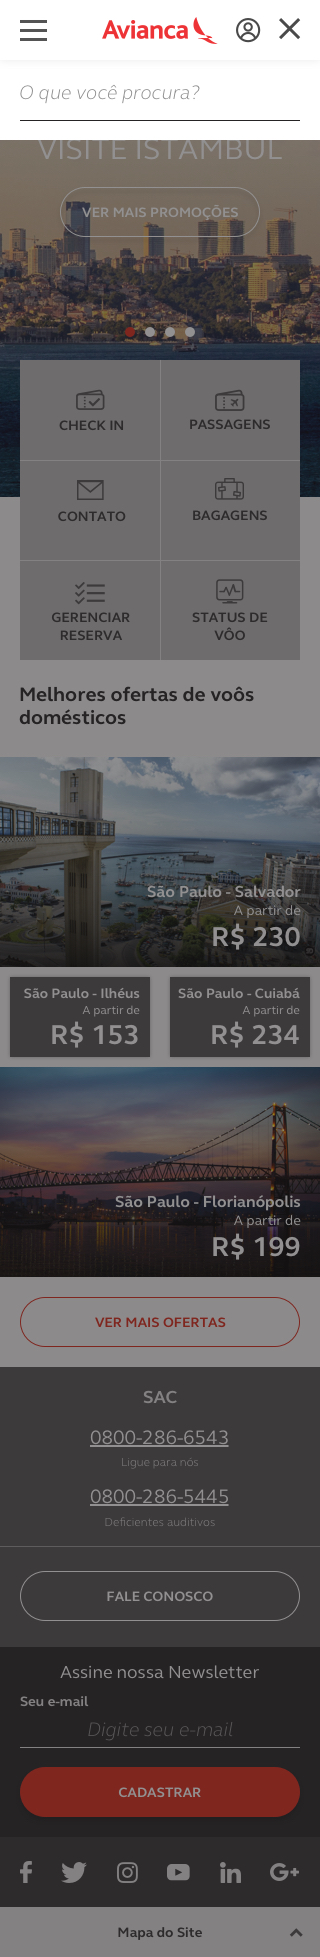 Avianca
O que você procura?
VISITE ISTAMBUL
VER MAIS PROMOÇÕES
CHECK IN
PASSAGENS
CONTATO
BAGAGENS
GERENCIAR
RESERVA
STATUS DE
VÔO
Melhores ofertas de voôs
domésticos
São Paulo - Salvador
A partir de
R$ 230
São Paulo - Ilhéus
A partir de
R$ 153
São Paulo - Cuiabá
A partir de
R$ 234
São Paulo - Florianópolis
A partir de
R$ 199
VER MAIS OFERTAS
SAC
0800-286-6543
Ligue para nós
0800-286-5445
Deficientes auditivos
FALE CONOSCO
Assine nossa Newsletter
Seu e-mail
Digite seu e-mail
CADASTRAR
Mapa do Site